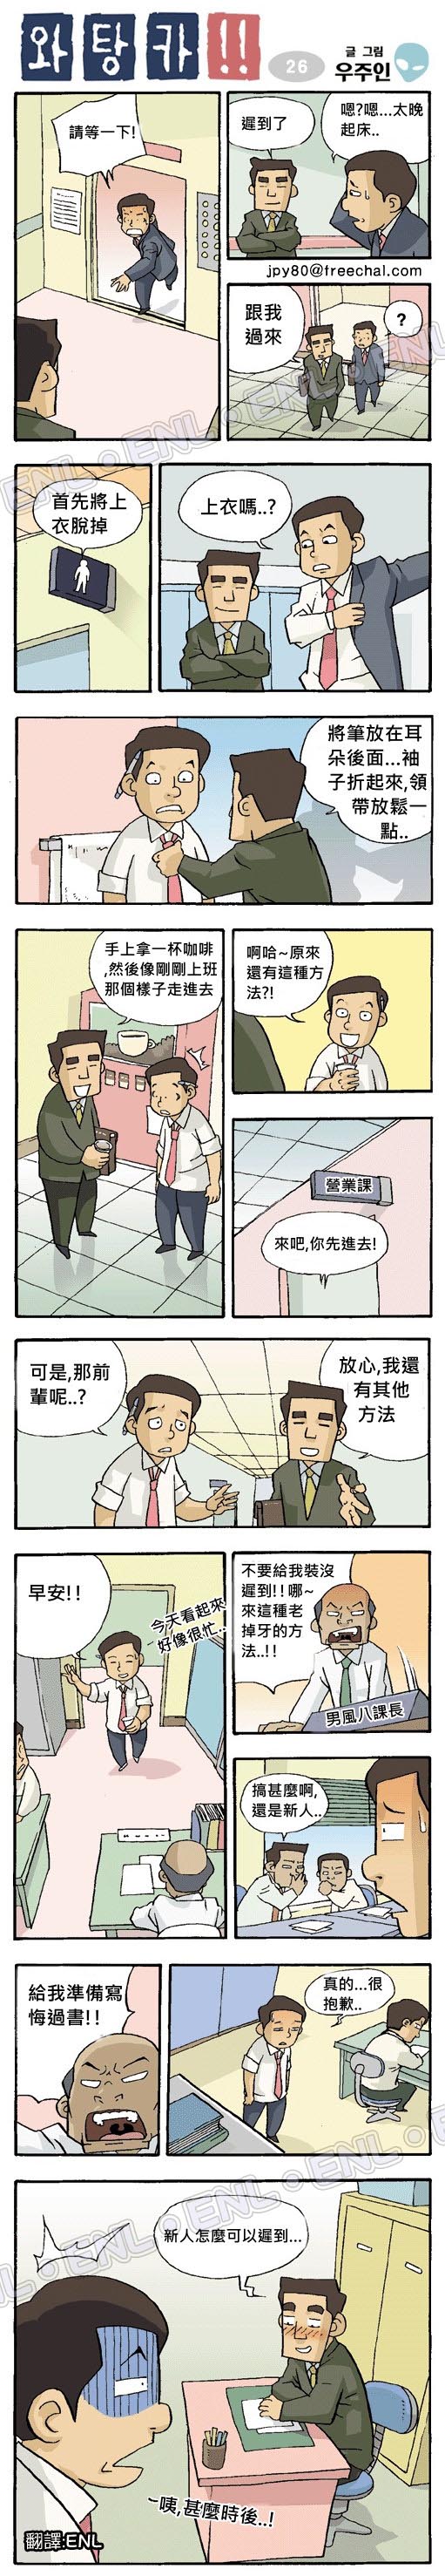 와탕카!!
26
글 그림
우주인
請等一下!
遲到了
嗯?嗯...太晚
起床..
jpy80@freechal.com
跟我
過來
?
首先將上
衣脫掉
上衣嗎..?
將筆放在耳
朵後面...袖
子折起來,領
帶放鬆一
點..
手上拿一杯咖啡
,然後像剛剛上班
那個樣子走進去
啊哈~原來
還有這種方
法?!
營業課
來吧,你先進去!
可是,那前
輩呢..?
放心,我還
有其他
方法
早安!!
今天看起來
好像很忙..
不要給我裝沒
遲到!!哪~
來這種老
掉牙的方
法..!!
男風八課長
搞甚麼啊,
還是新人..
給我準備寫
悔過書!!
真的...很
抱歉..
新人怎麼可以遲到...
~咦,甚麼時後..!
翻譯:ENL
ENL